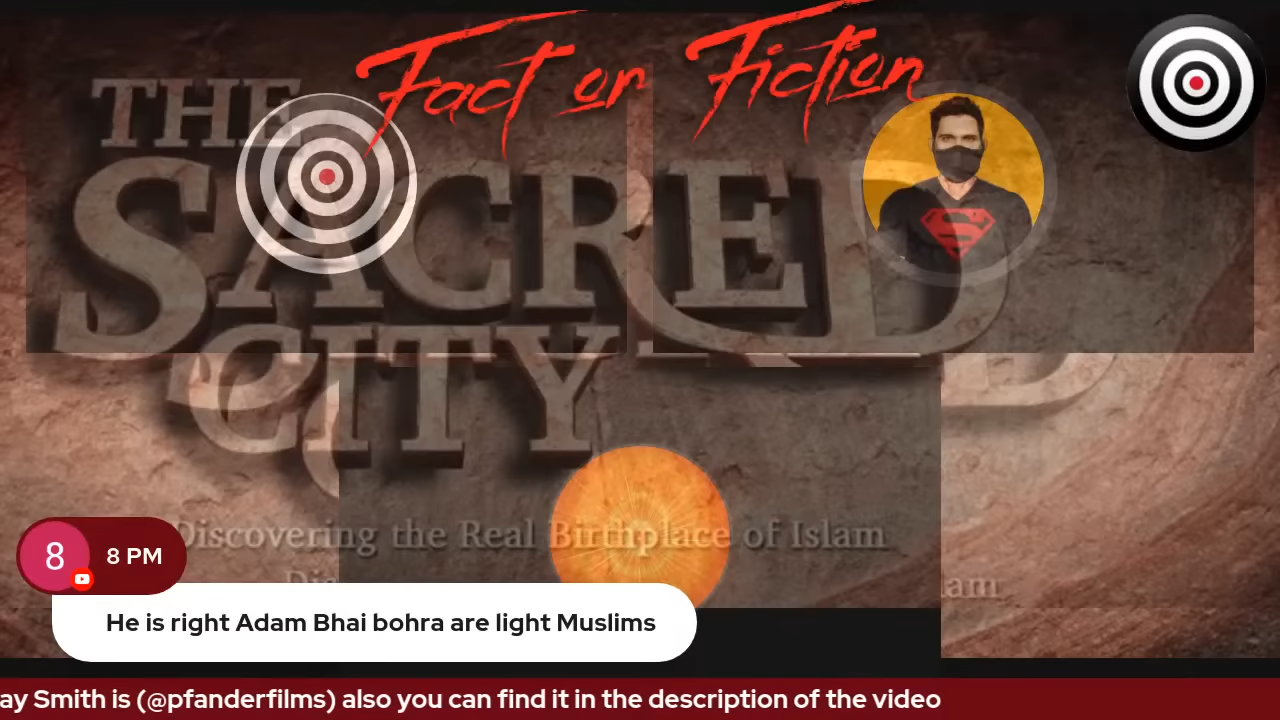 Fact or Fiction
THE
SACRED
CITY
Discovering the Real Birthplace of Islam
8 8 PM
He is right Adam Bhai bohra are light Muslims
ay Smith is (@pfanderfilms) also you can find it in the description of the video